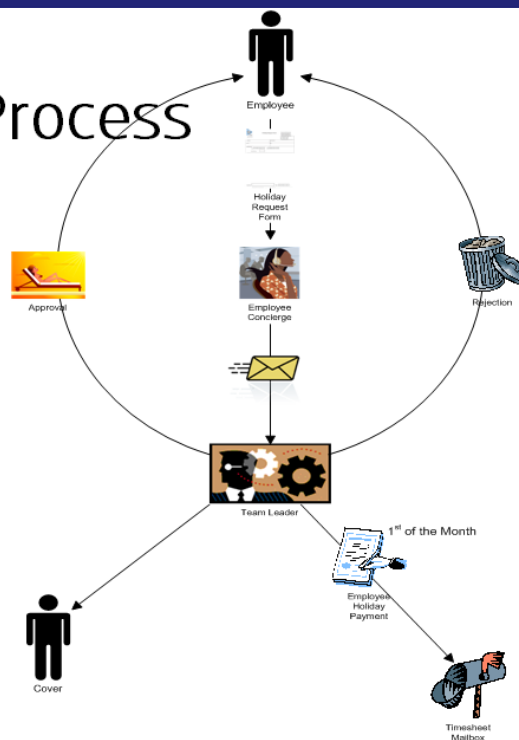 Process
Employee
Holiday
Request
Form
Approval
Employee
Concierge
Rejection
Team Leader
1st of the Month
Employee
Holiday
Payment
Cover
Timesheet
Mailbox